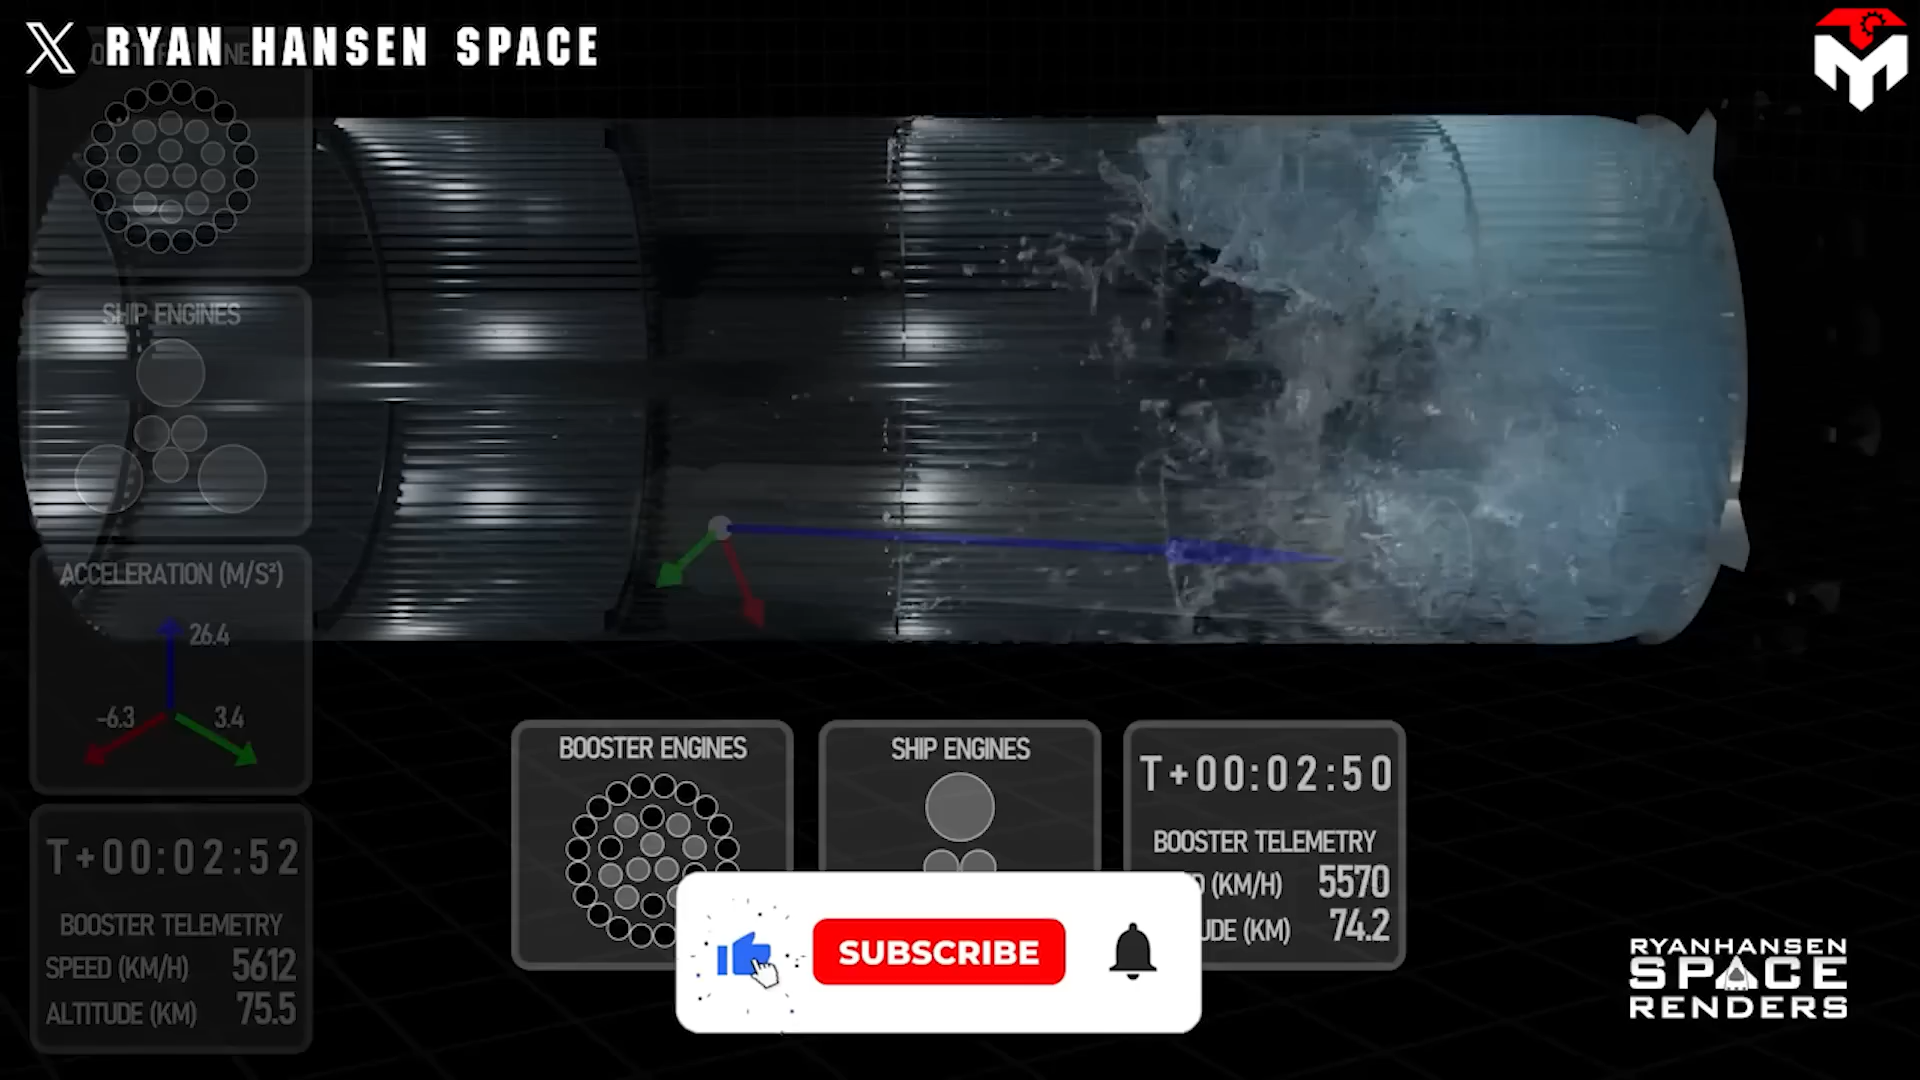 RYAN HANSEN SPACE
SHIP ENGINES
ACCELERATION (M/S²)
26.4
-6.3
3.4
T+00:02:52
BOOSTER TELEMETRY
SPEED (KM/H) 5612
ALTITUDE (KM) 75.5
BOOSTER ENGINES
SHIP ENGINES
T+00:02:50
BOOSTER TELEMETRY
(KM/H) 5570
(KM) 74.2
SUBSCRIBE
RYANHANSEN
SPACE
RENDERS